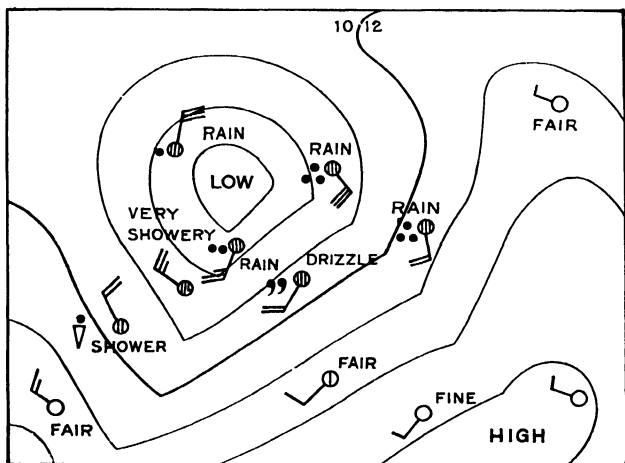 10 12
FAIR
RAIN
RAIN
LOW
VERY
SHOWERY
RAIN
RAIN
DRIZZLE
SHOWER
FAIR
FAIR
FINE
HIGH